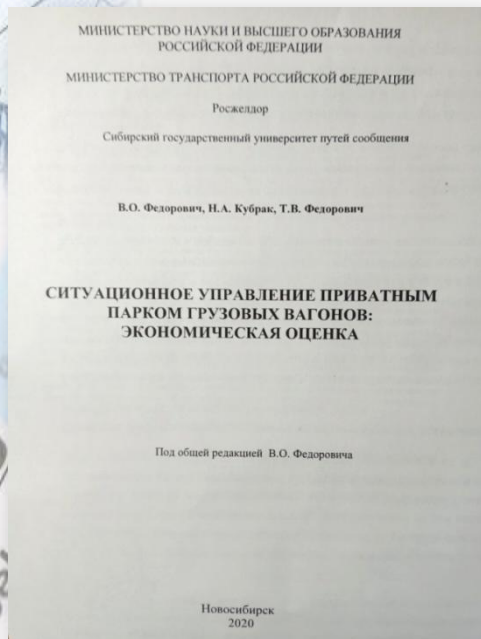 МИНИСТЕРСТВО НАУКИ И ВЫСШЕГО ОБРАЗОВАНИЯ
РОССИЙСКОЙ ФЕДЕРАЦИИ
МИНИСТЕРСТВО ТРАНСПОРТА РОССИЙСКОЙ ФЕДЕРАЦИИ
Росжелдор
Сибирский государственный университет путей сообщения
В.О. Федорович, Н.А. Кубрак, Т.В. Федорович
СИТУАЦИОННОЕ УПРАВЛЕНИЕ ПРИВАТНЫМ
ПАРКОМ ГРУЗОВЫХ ВАГОНОВ:
ЭКОНОМИЧЕСКАЯ ОЦЕНКА
Под общей редакцией В.О. Федоровича
Новосибирск
2020